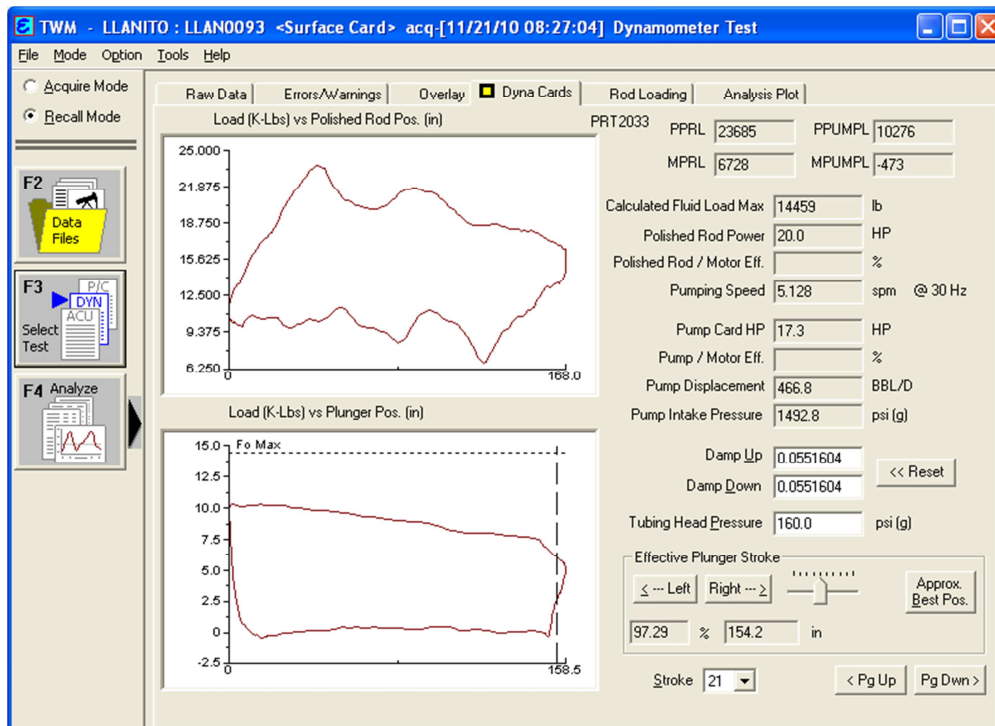 TWM - LLANITO : LLAN0093 <Surface Card> acq-[11/21/10 08:27:04] Dynamometer Test
File Mode Option Tools Help
Acquire Mode
Recall Mode
F2
Data
Files
F3
P/C
DYN
ACU
Select
Test
F4 Analyze
Raw Data Errors/Warnings Overlay Dyna Cards Rod Loading Analysis Plot
Load (K-Lbs) vs Polished Rod Pos. (in)
25.000
21.875
18.750
15.625
12.500
9.375
6.250
0 168.0
Load (K-Lbs) vs Plunger Pos. (in)
15.0 Fo Max
12.5
10.0
7.5
5.0
2.5
0
-2.5
0 158.5
PRT2033
PPRL 23685 PPUMPL 10276
MPRL 6728 MPUMPL -473
Calculated Fluid Load Max 14459 lb
Polished Rod Power 20.0 HP
Polished Rod / Motor Eff. %
Pumping Speed 5.128 spm @ 30 Hz
Pump Card HP 17.3 HP
Pump / Motor Eff. %
Pump Displacement 466.8 BBL/D
Pump Intake Pressure 1492.8 psi (g)
Damp Up 0.0551604
Damp Down 0.0551604
<< Reset
Tubing Head Pressure 160.0 psi (g)
Effective Plunger Stroke
< --- Left Right --- >
Approx.
Best Pos.
97.29 % 154.2 in
Stroke 21 < Pg Up Pg Dwn >